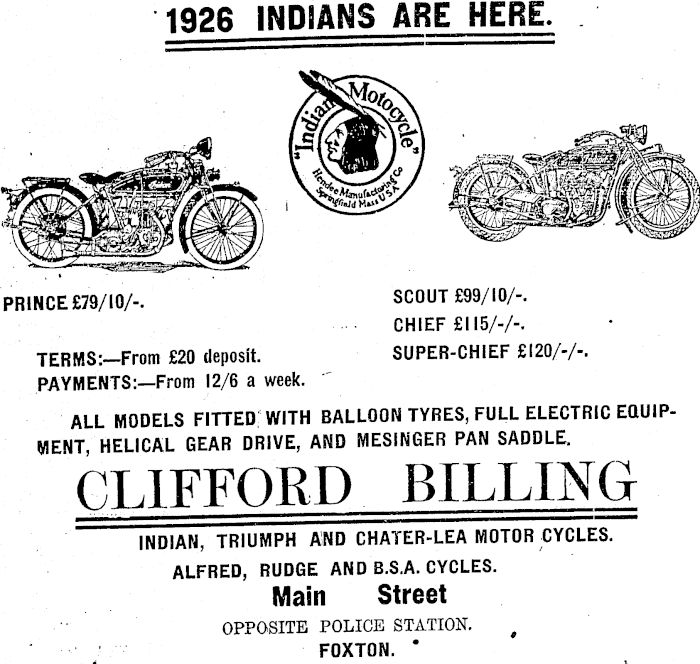 1926 INDIANS ARE HERE.
"Indian Motocycle"
Hendee Manufacturing Co
Springfield Mass U.S.A
PRINCE £79/10/-.
SCOUT £99/10/-.
CHIEF £115/-/-.
SUPER-CHIEF £120/-/-.
TERMS:—From £20 deposit.
PAYMENTS:—From 12/6 a week.
ALL MODELS FITTED WITH BALLOON TYRES, FULL ELECTRIC EQUIP-
MENT, HELICAL GEAR DRIVE, AND MESINGER PAN SADDLE.
CLIFFORD BILLING
INDIAN, TRIUMPH AND CHATER-LEA MOTOR CYCLES.
ALFRED, RUDGE AND B.S.A. CYCLES.
Main Street
OPPOSITE POLICE STATION.
FOXTON.